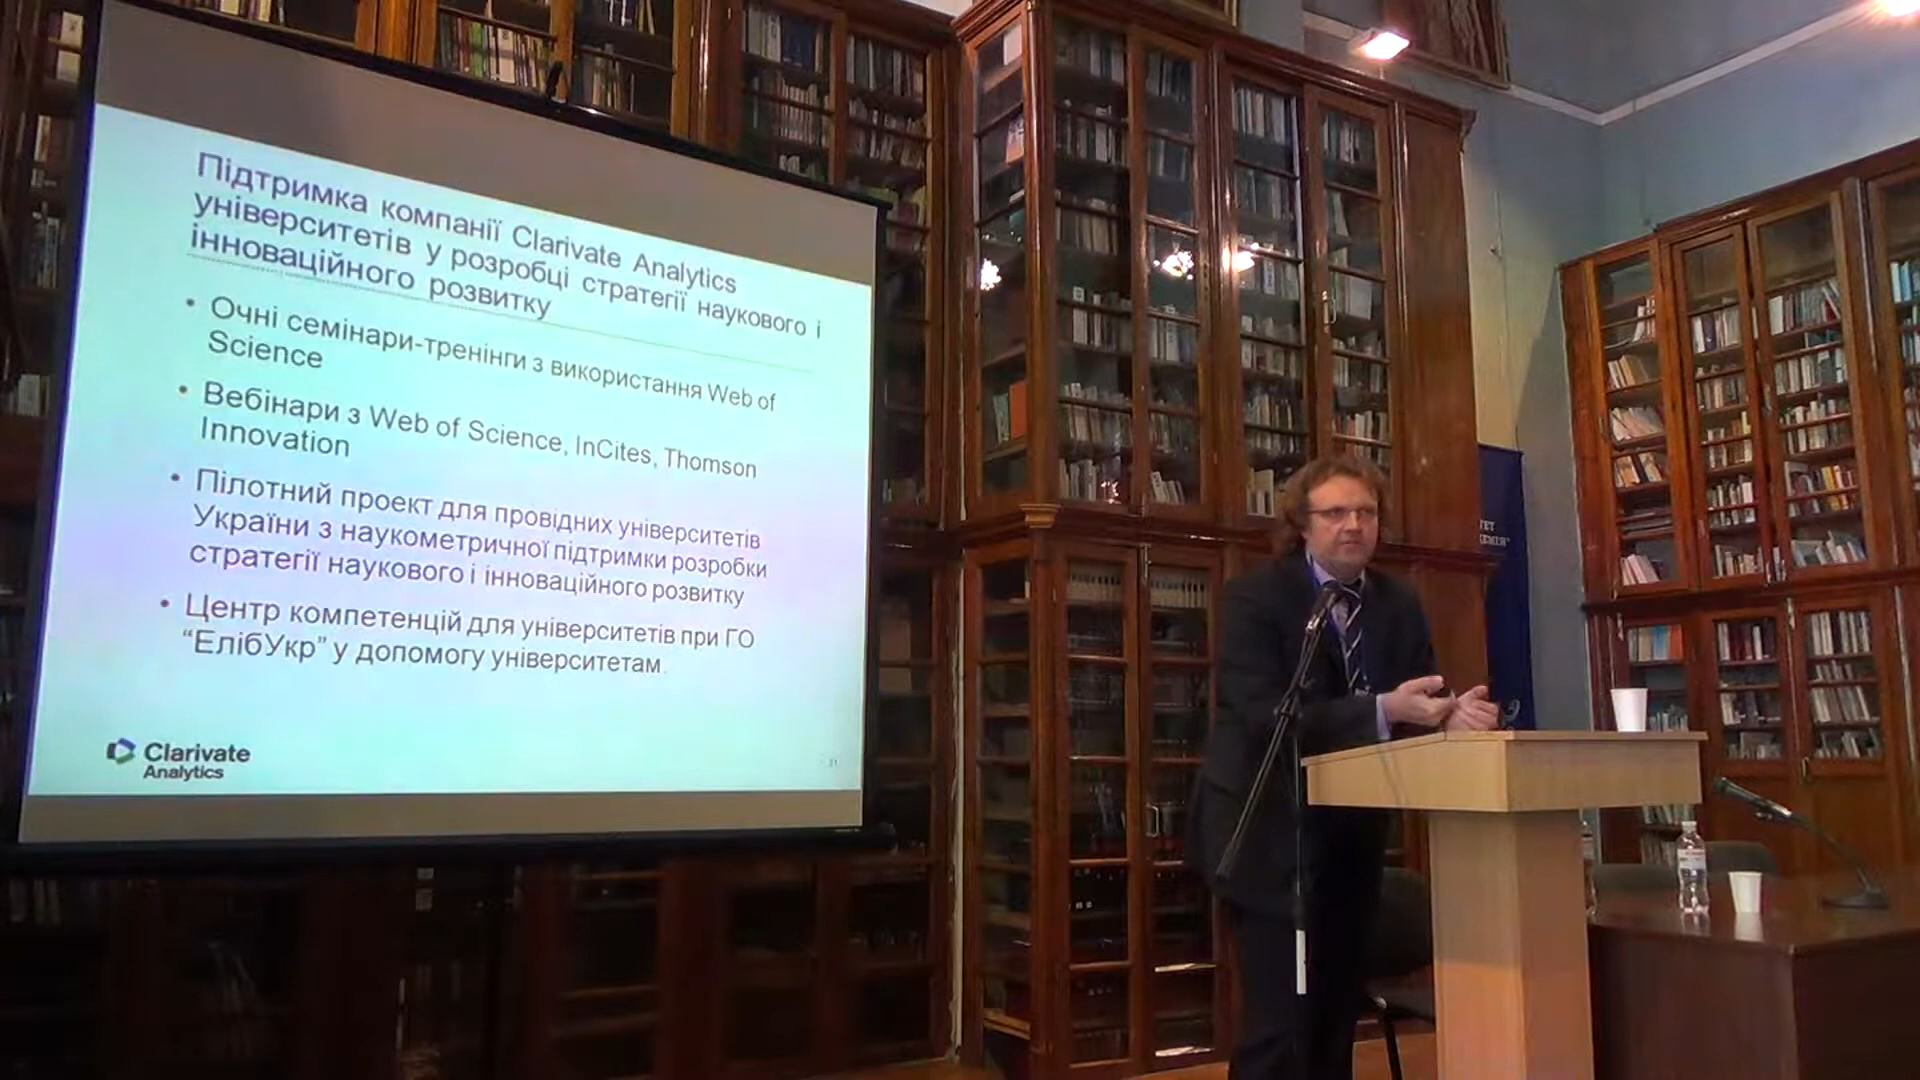 Підтримка компанії Clarivate Analytics
університетів у розробці стратегії наукового і
інноваційного розвитку
• Очні семінари-тренінги з використання Web of
Science
• Вебінари з Web of Science, InCites, Thomson
Innovation
• Пілотний проект для провідних університетів
України з наукометричної підтримки розробки
стратегії наукового і інноваційного розвитку
• Центр компетенцій для університетів при ГО
“ЕлібУкр” у допомогу університетам.
Clarivate
Analytics